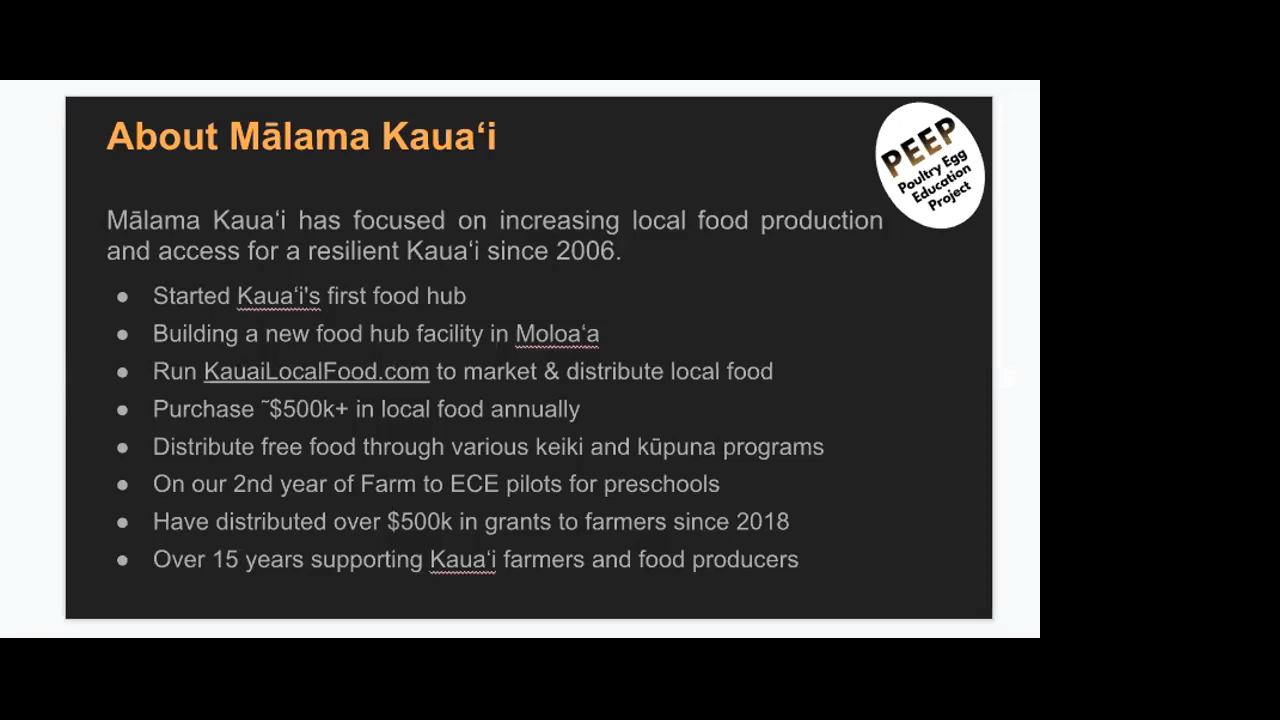 About Mālama Kauaʻi
PEEP
Poultry Egg
Education
Project
Mālama Kauaʻi has focused on increasing local food production
and access for a resilient Kauaʻi since 2006.
● Started Kauaʻi's first food hub
● Building a new food hub facility in Moloaʻa
● Run KauaiLocalFood.com to market & distribute local food
● Purchase ˜$500k+ in local food annually
● Distribute free food through various keiki and kūpuna programs
● On our 2nd year of Farm to ECE pilots for preschools
● Have distributed over $500k in grants to farmers since 2018
● Over 15 years supporting Kauaʻi farmers and food producers